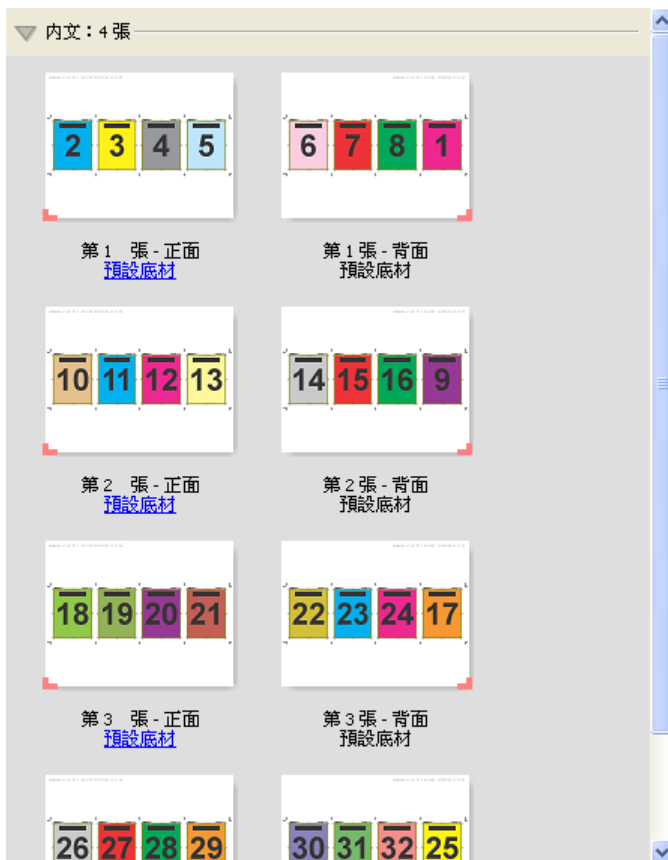 内文：4 張
2 3 4 5
6 7 8 1
第 1 張 - 正面
預設底材
第 1 張 - 背面
預設底材
10 11 12 13
14 15 16 9
第 2 張 - 正面
預設底材
第 2 張 - 背面
預設底材
18 19 20 21
22 23 24 17
第 3 張 - 正面
預設底材
第 3 張 - 背面
預設底材
26 27 28 29
30 31 32 25